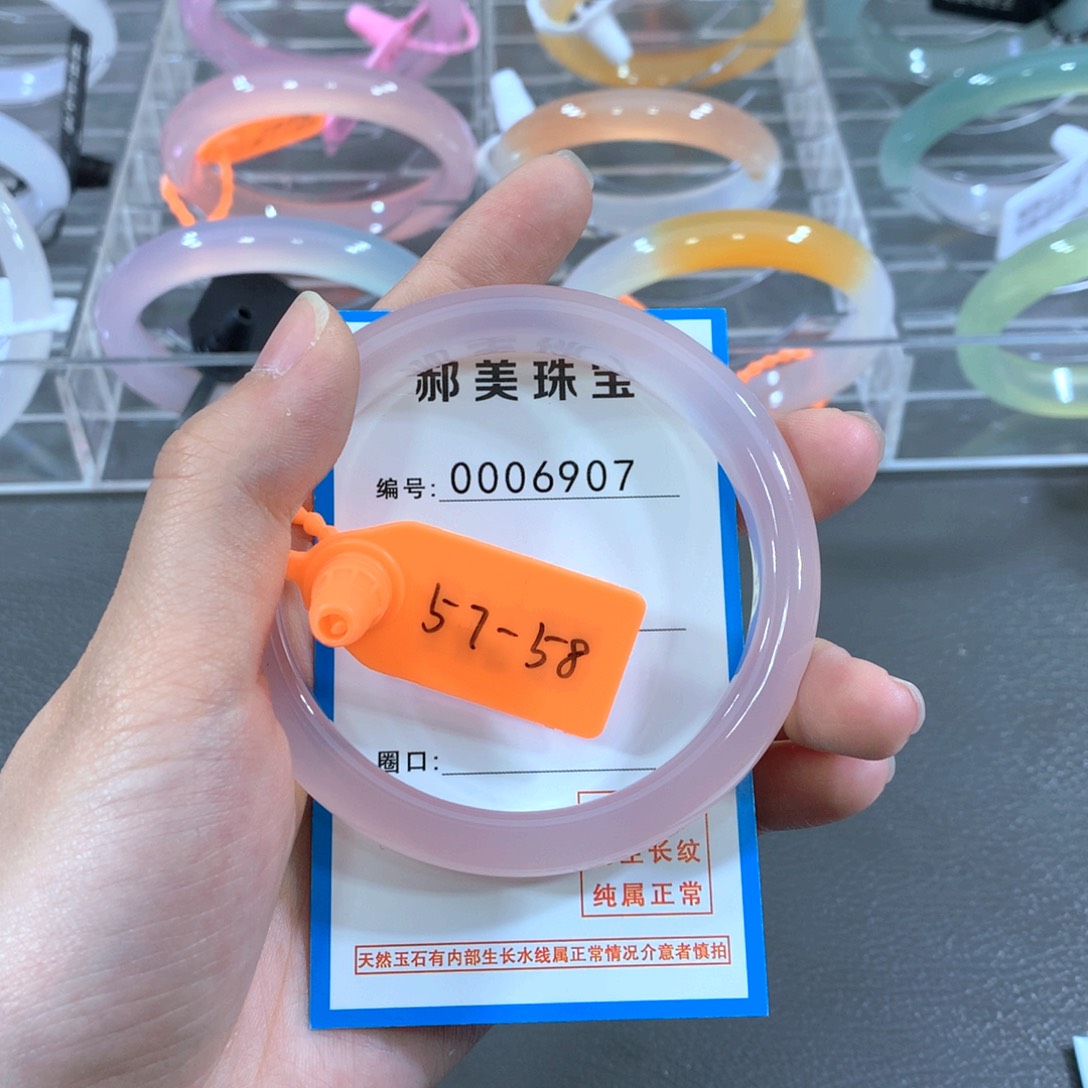 郝美珠宝
编号: 0006907
57-58
圈口:
生长纹
纯属正常
天然玉石有内部生长水线属正常情况介意者慎拍